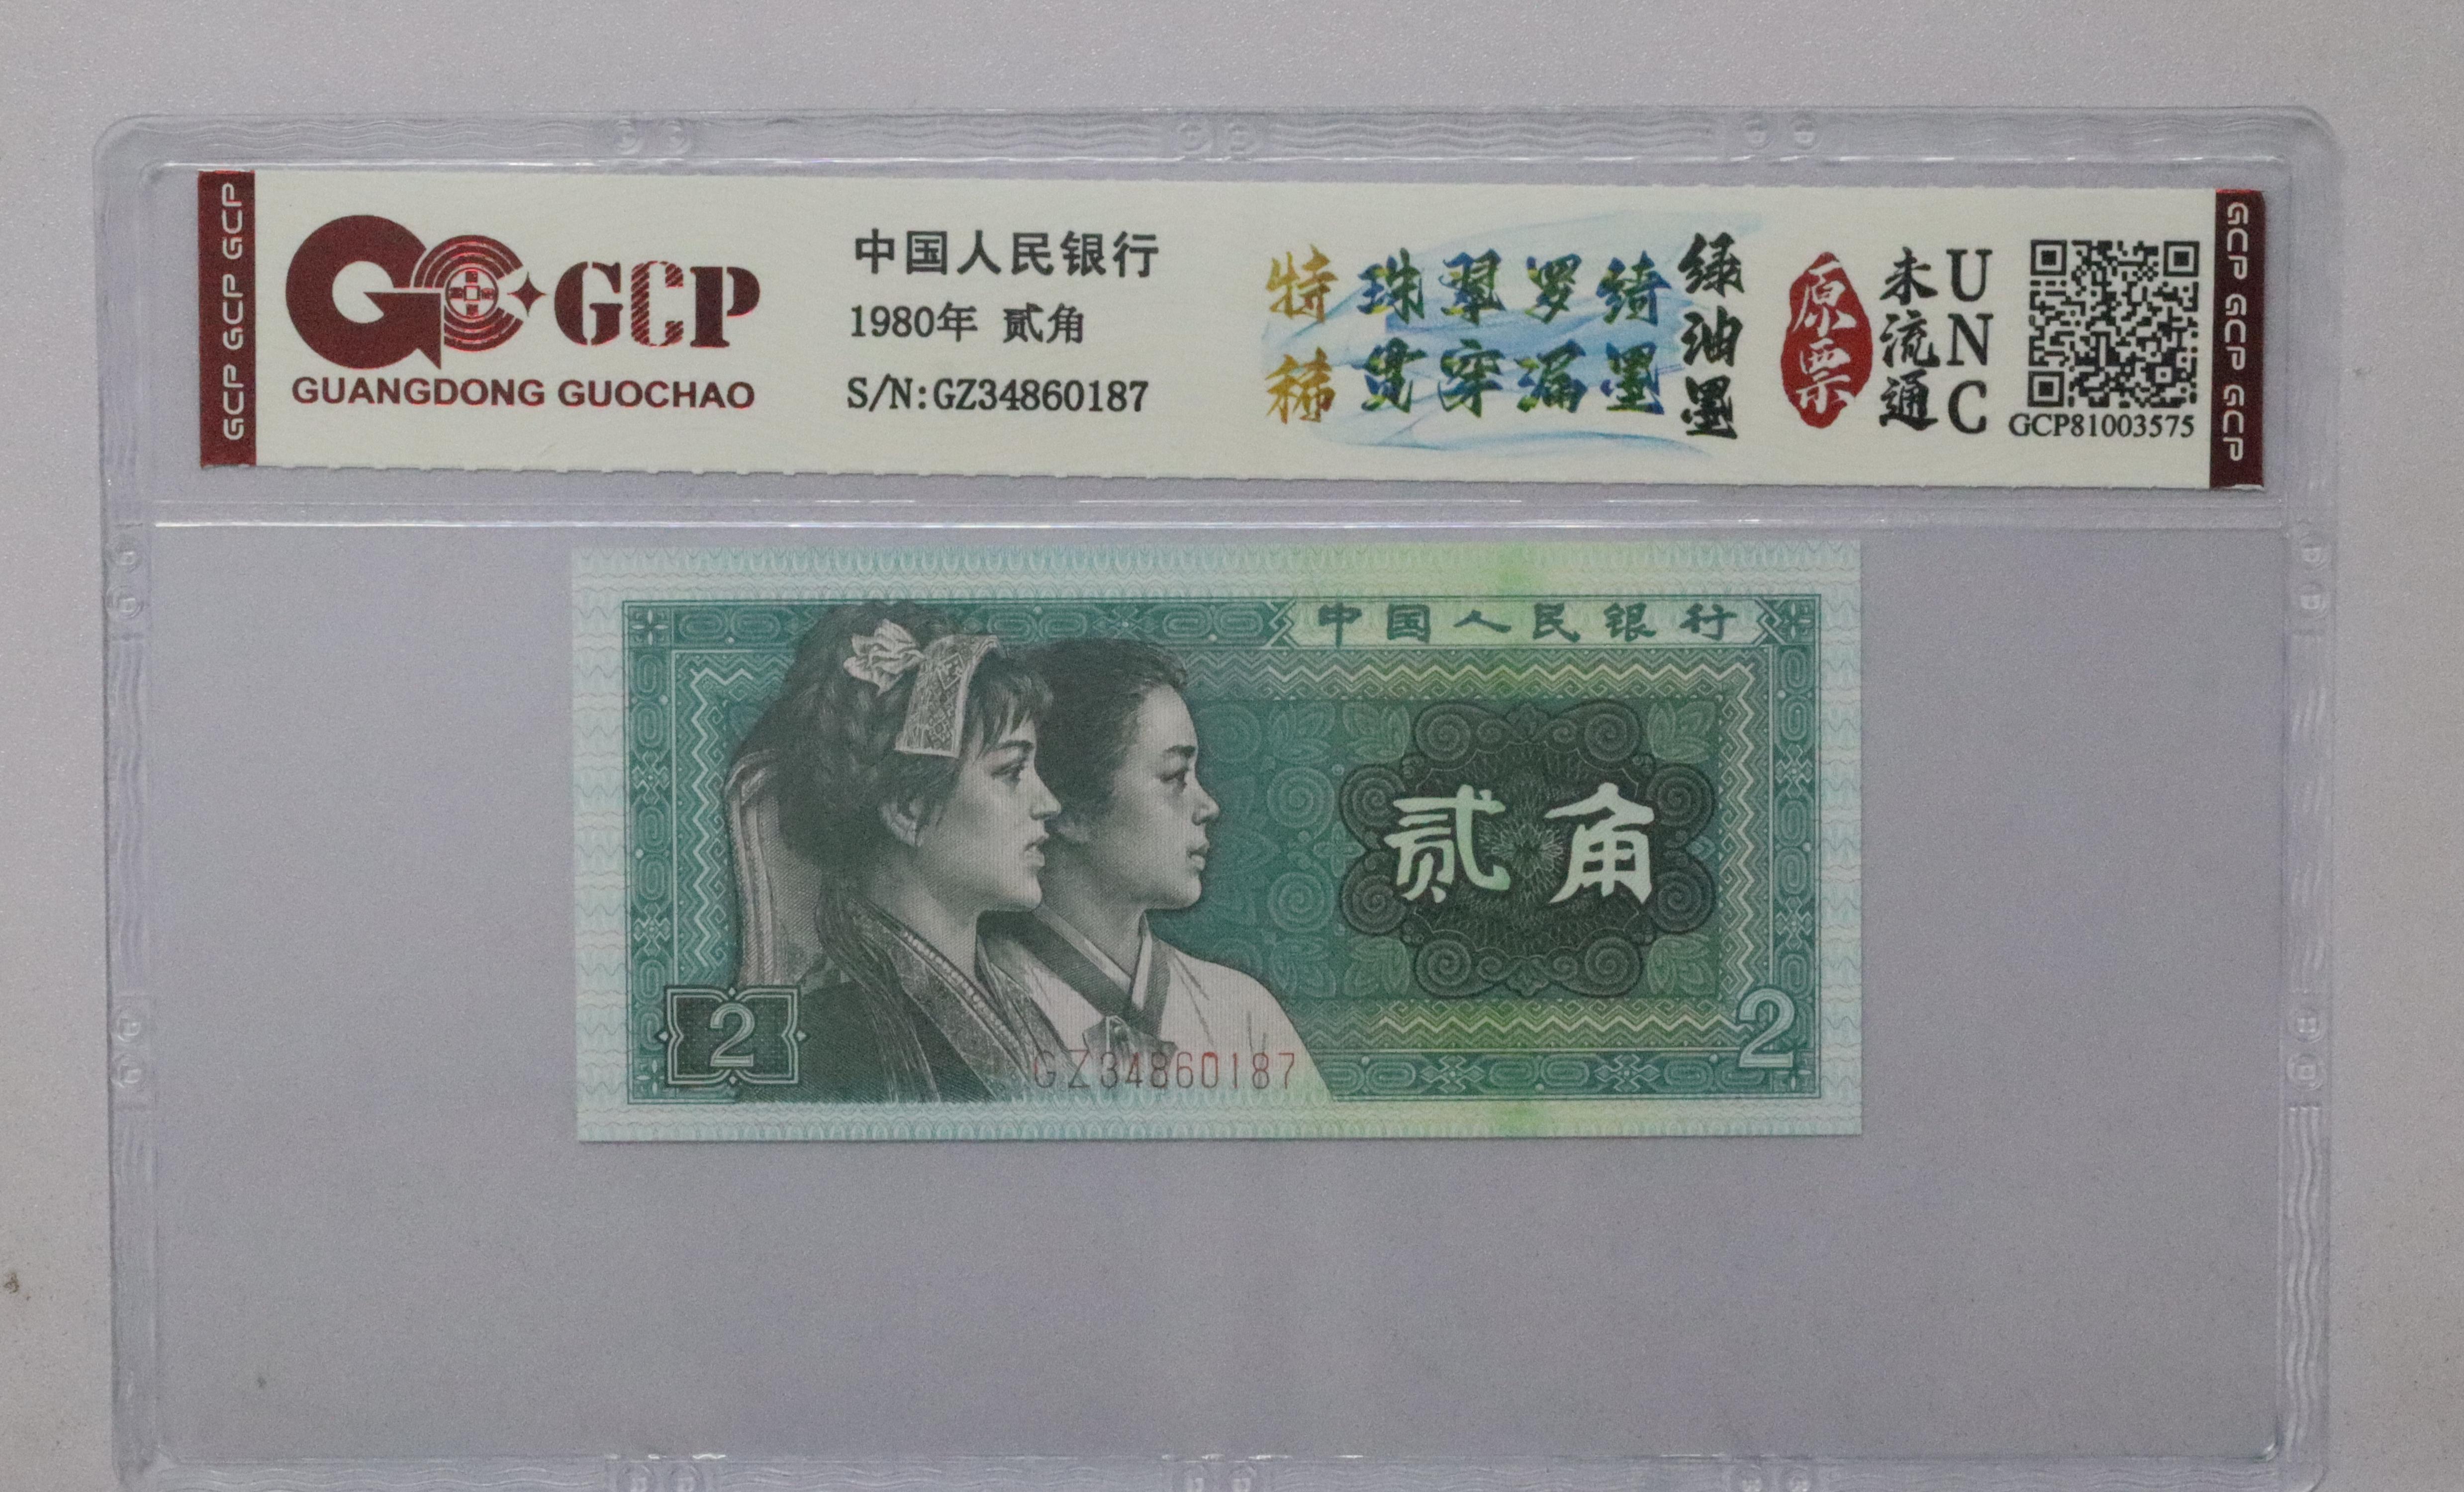 GCP GCP GCP
GCP
GUANGDONG GUOCHAO
中国人民银行
1980年 贰角
S/N:GZ34860187
特稀
珠翠罗绮
贯穿漏墨
绿油墨
原票
未流通
UNC
GCP81003575
GCP GCP GCP
中国人民银行
贰角
2
2
GZ34860187